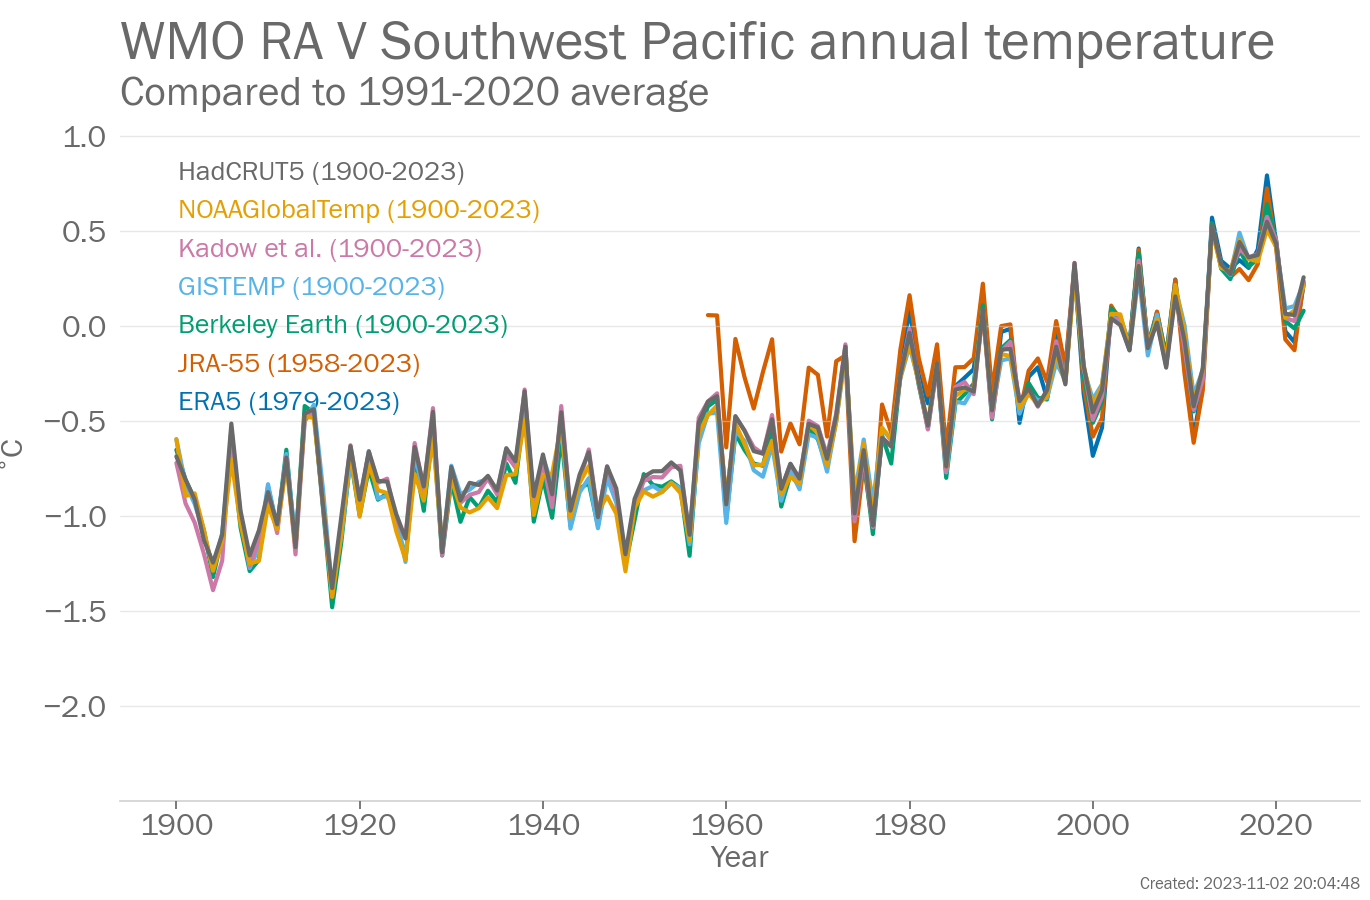 WMO RA V Southwest Pacific annual temperature
Compared to 1991-2020 average
1.0
HadCRUT5 (1900-2023)
NOAAGlobalTemp (1900-2023)
0.5
Kadow et al. (1900-2023)
GISTEMP (1900-2023)
Berkeley Earth (1900-2023)
0.0
JRA-55 (1958-2023)
ERA5 (1979-2023)
−0.5
°C
−1.0
−1.5
−2.0
1900 1920 1940 1960 1980 2000 2020
Year
Created: 2023-11-02 20:04:48